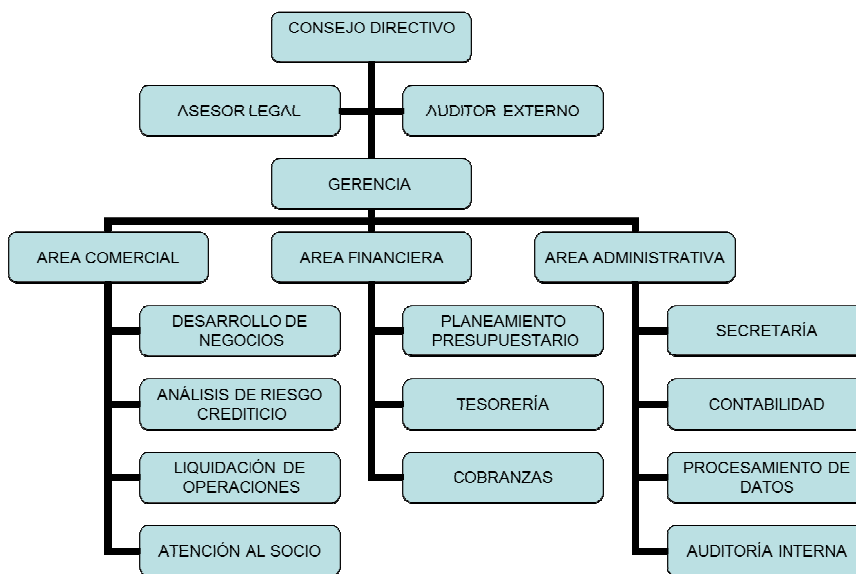 CONSEJO DIRECTIVO
ASESOR LEGAL
AUDITOR EXTERNO
GERENCIA
AREA COMERCIAL
AREA FINANCIERA
AREA ADMINISTRATIVA
DESARROLLO DE
NEGOCIOS
PLANEAMIENTO
PRESUPUESTARIO
SECRETARÍA
ANÁLISIS DE RIESGO
CREDITICIO
TESORERÍA
CONTABILIDAD
LIQUIDACIÓN DE
OPERACIONES
COBRANZAS
PROCESAMIENTO DE
DATOS
ATENCIÓN AL SOCIO
AUDITORÍA INTERNA